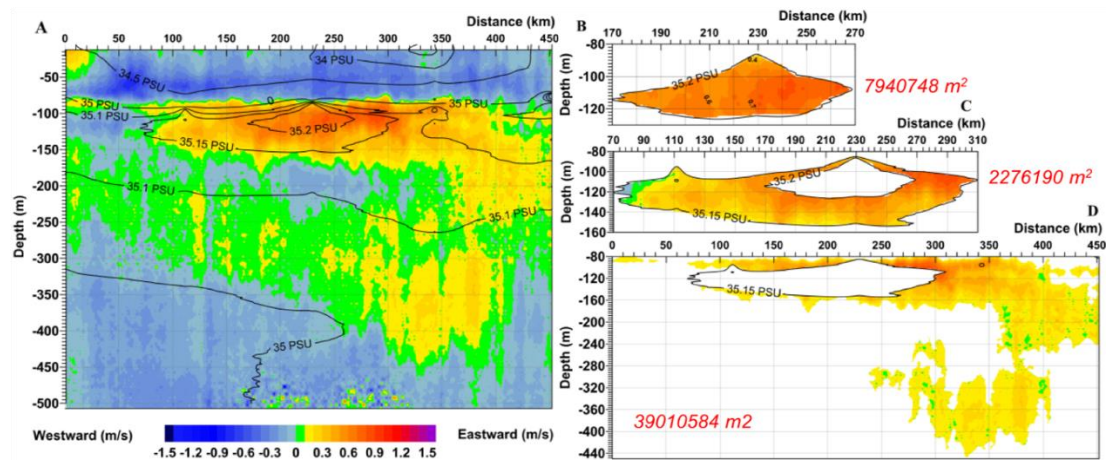 A
Distance (km)
0 50 100 150 200 250 300 350 400 450
34.5 PSU
34 PSU
35 PSU
0
35 PSU
35.1 PSU
35.2 PSU
35.15 PSU
35.1 PSU
35.1 PSU
35 PSU
-50
-100
-150
-200
-250
-300
-350
-400
-450
-500
Depth (m)
Westward (m/s)
Eastward (m/s)
-1.5 -1.2 -0.9 -0.6 -0.3 0 0.3 0.6 0.9 1.2 1.5
B
Distance (km)
170 190 210 230 250 270
-80
-100
-120
Depth (m)
35.2 PSU
0.6
0.7
7940748 m²
C
70 90 110 130 150 170 190 210 230 250 270 290 310
-80
-100
-120
-140
-160
Depth (m)
35.2 PSU
35.15 PSU
2276190 m²
D
Distance (km)
0 50 100 150 200 250 300 350 400 450
-80
-120
-160
-200
-240
-280
-320
-360
-400
-440
Depth (m)
35.15 PSU
39010584 m2